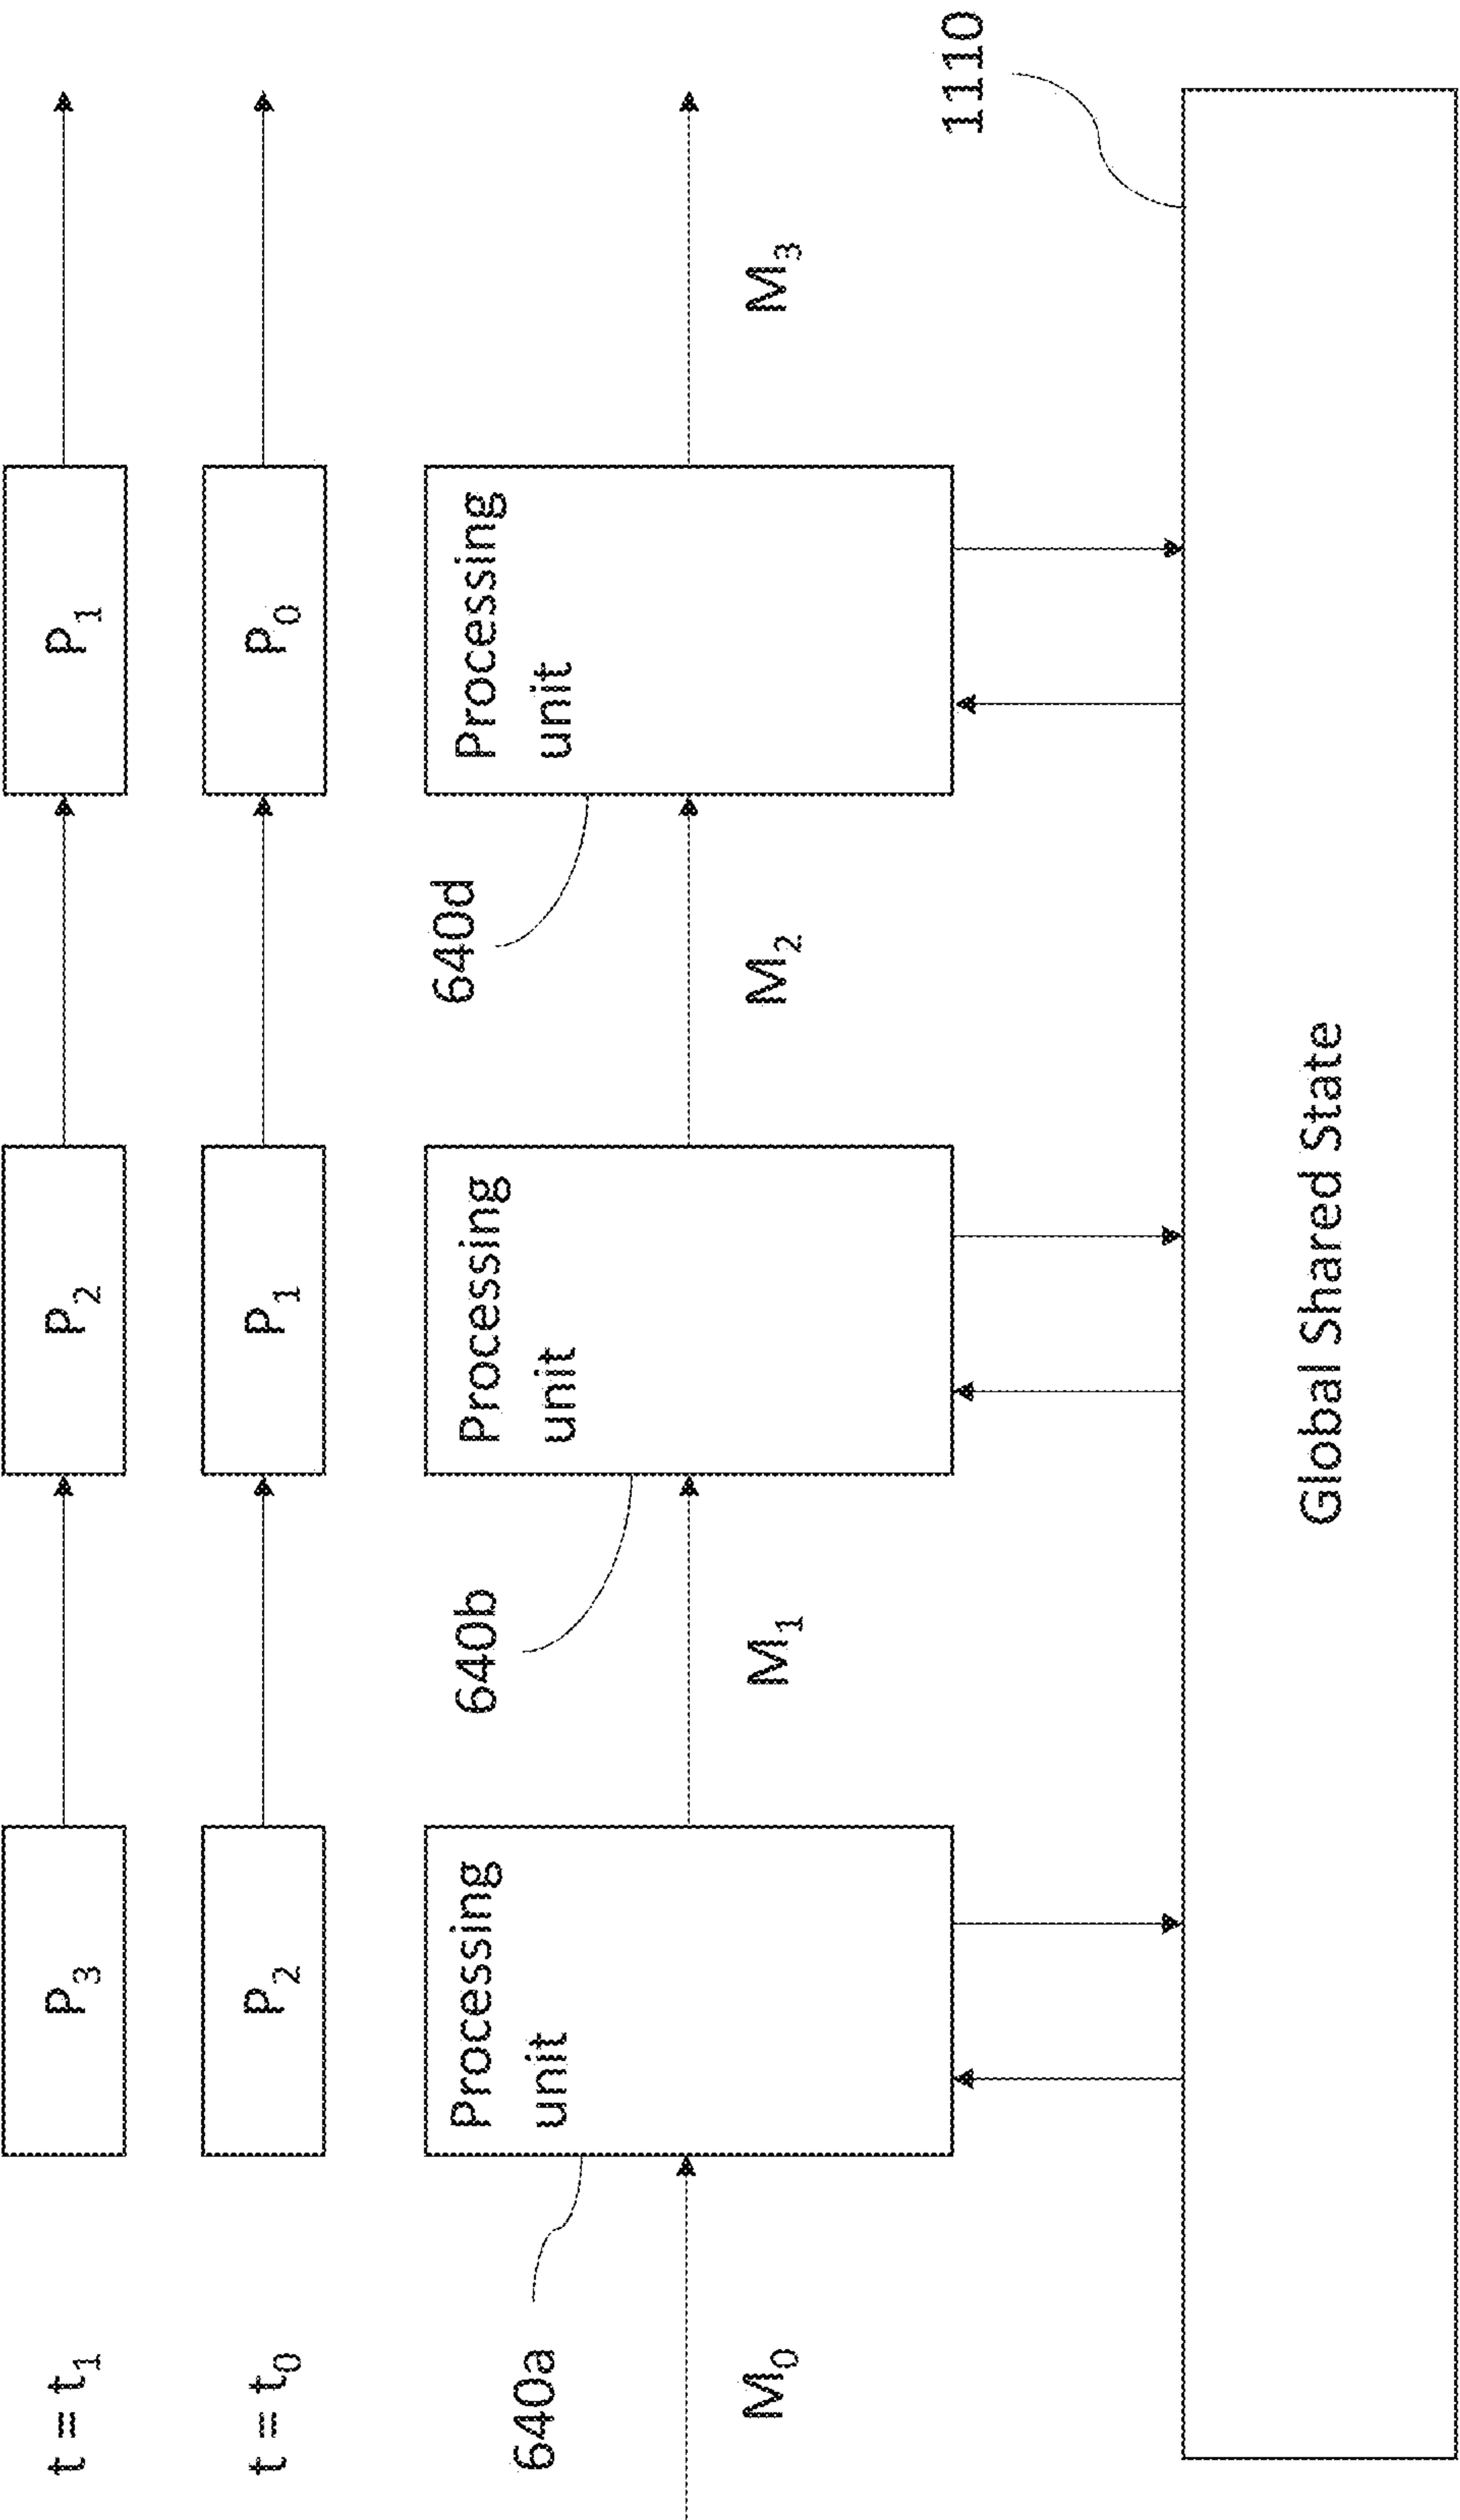 t = t1
P3
P2
P1
t = t0
P2
P1
P0
640a
Processing
unit
640b
Processing
unit
640d
Processing
unit
M0
M1
M2
M3
1110
Global Shared State